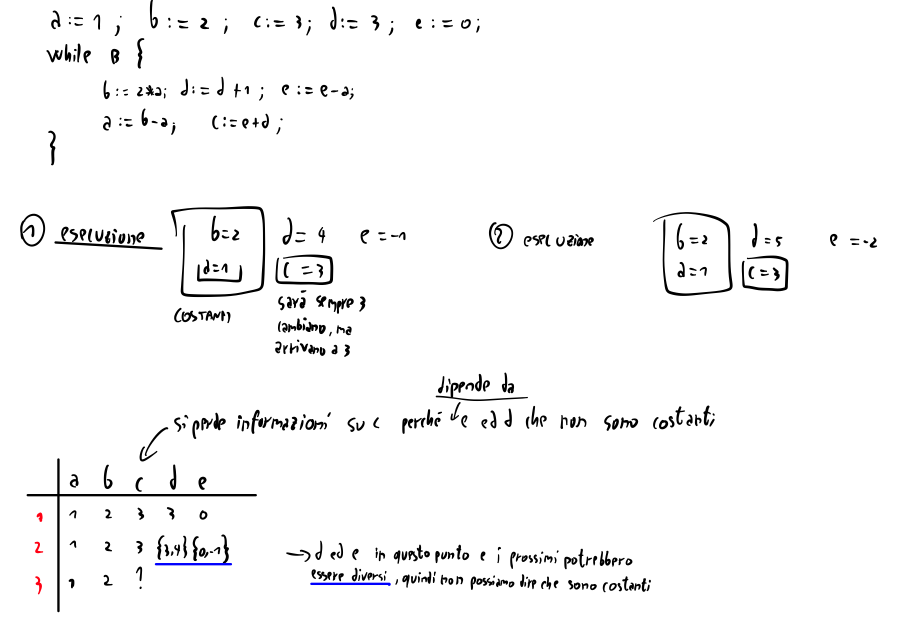 a := 1 ; b := 2 ; c := 3 ; d := 3 ; e := 0 ;
while B {
b := 2*a; d := d +1 ; e := e-a;
a := b-a; c := e+d ;
}
1 esecuzione b=2 d= 4 e =-1
a=1 c =3
COSTANTI sarà sempre 3
cambiano, ma
arrivano a 3
2 esecuzione b=2 d=5 e =-2
a=1 c=3
dipende da
si perde informazioni su c perché e ed d che non sono costanti
a b c d e
1 1 2 3 3 0
2 1 2 3 {3,4} {0,-1}
3 1 2 ?
→ d ed e in questo punto e i prossimi potrebbero
essere diversi, quindi non possiamo dire che sono costanti